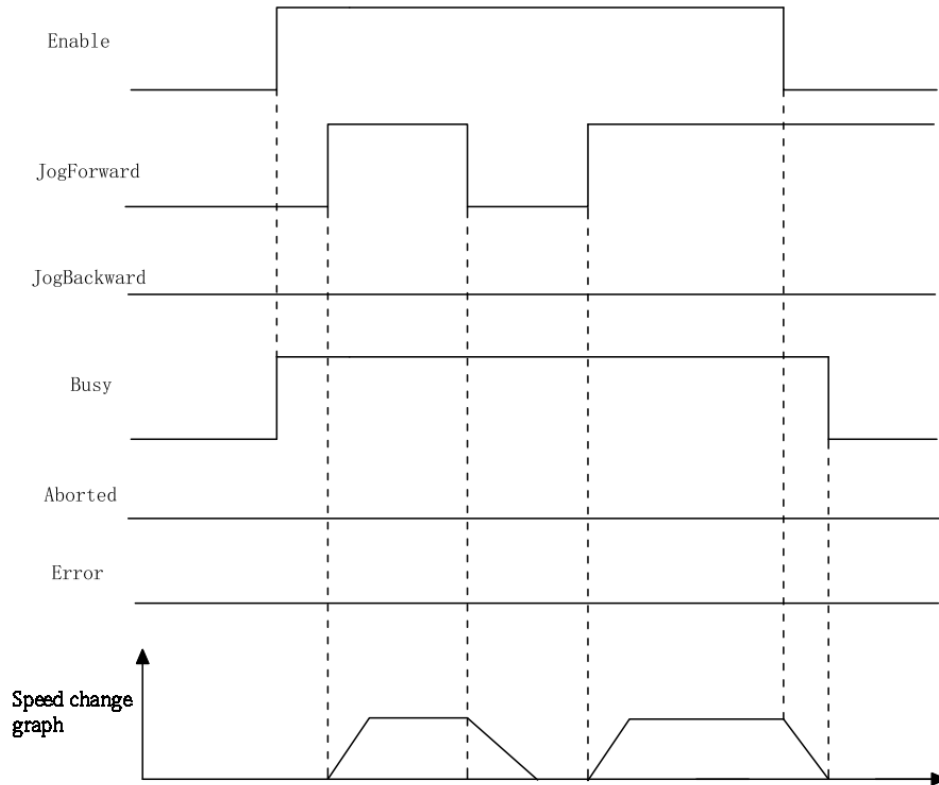 Enable
JogForward
JogBackward
Busy
Aborted
Error
Speed change
graph